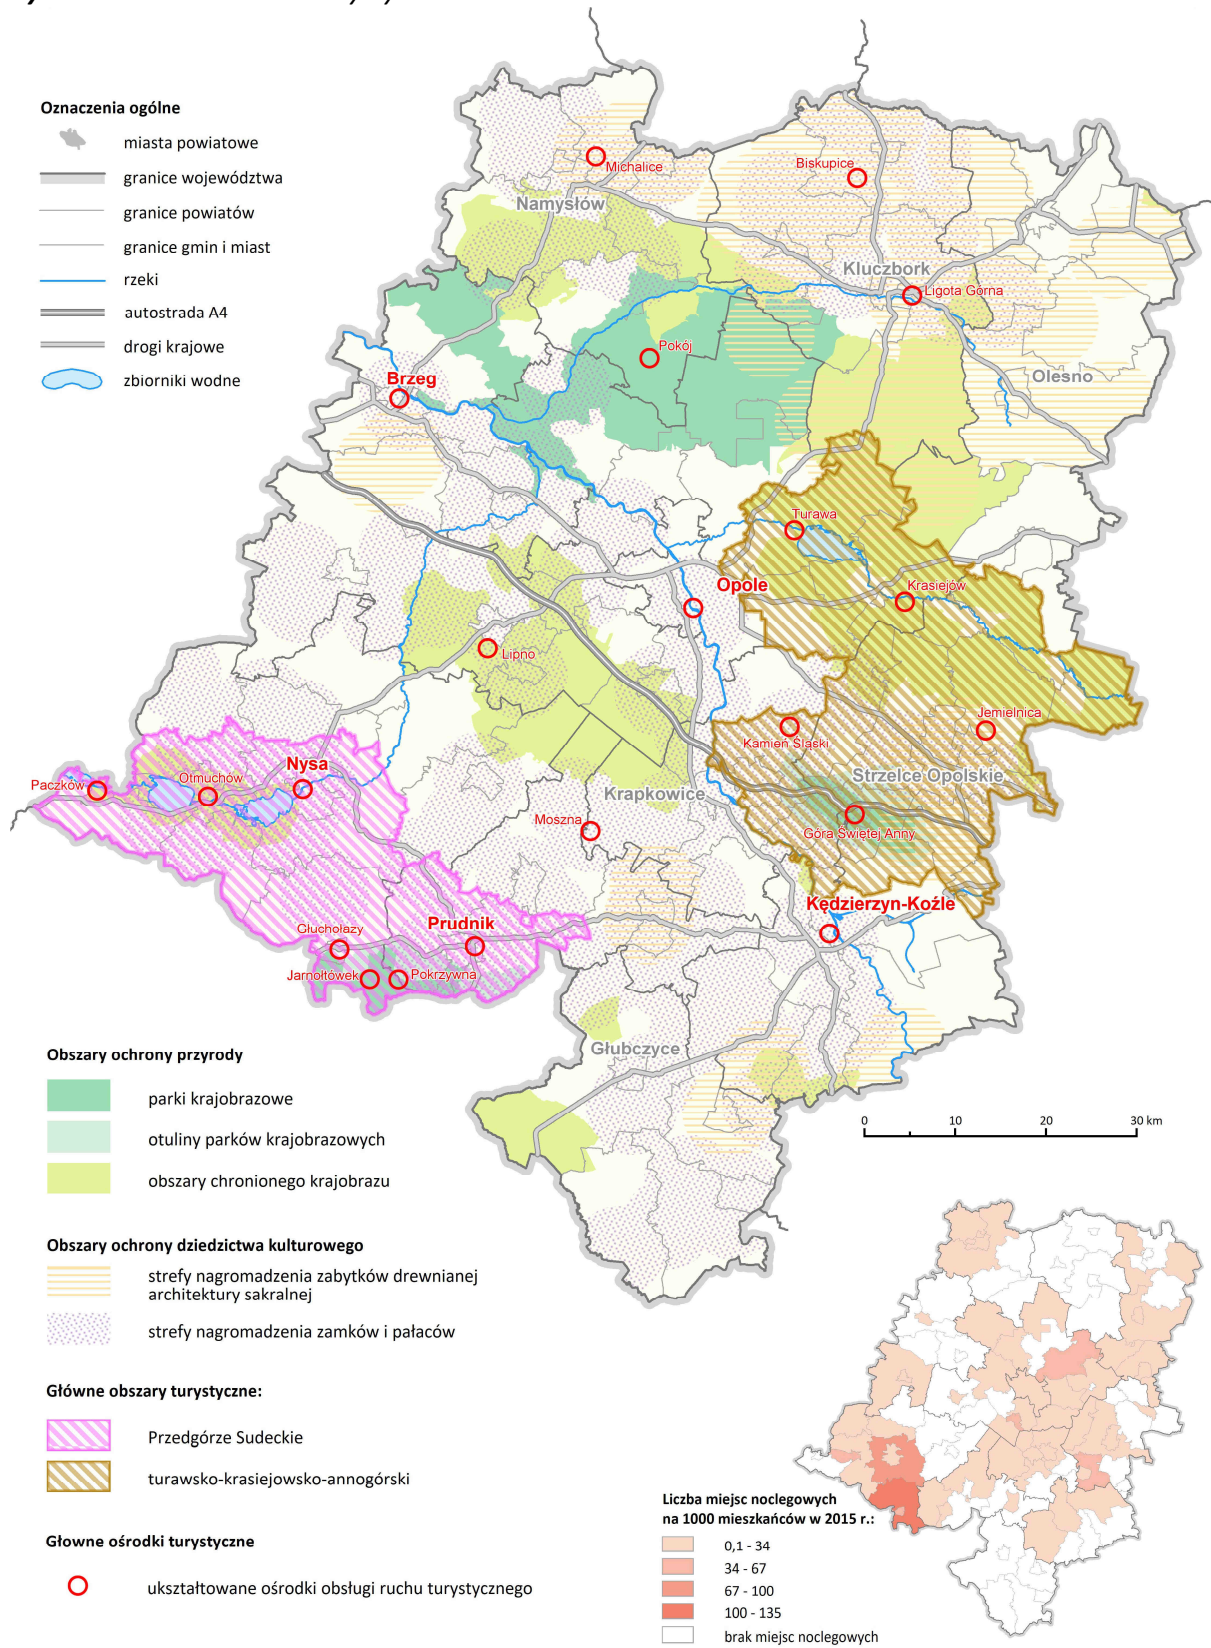 Oznaczenia ogólne
miasta powiatowe
granice województwa
granice powiatów
granice gmin i miast
rzeki
autostrada A4
drogi krajowe
zbiorniki wodne
Michalice
Biskupice
Namysłów
Kluczbork
Ligota Górna
Pokój
Olesno
Brzeg
Turawa
Opole
Krasiejów
Lipno
Jemielnica
Kamień Śląski
Nysa
Strzelce Opolskie
Otmuchów
Paczków
Krapkowice
Moszna
Góra Świętej Anny
Kędzierzyn-Koźle
Prudnik
Głuchołazy
Jarnołtówek
Pokrzywna
Głubczyce
Obszary ochrony przyrody
parki krajobrazowe
otuliny parków krajobrazowych
obszary chronionego krajobrazu
0 10 20 30 km
Obszary ochrony dziedzictwa kulturowego
strefy nagromadzenia zabytków drewnianej
architektury sakralnej
strefy nagromadzenia zamków i pałaców
Główne obszary turystyczne:
Przedgórze Sudeckie
turawsko-krasiejowsko-annogórski
Głowne ośrodki turystyczne
ukształtowane ośrodki obsługi ruchu turystycznego
Liczba miejsc noclegowych
na 1000 mieszkańców w 2015 r.:
0,1 - 34
34 - 67
67 - 100
100 - 135
brak miejsc noclegowych